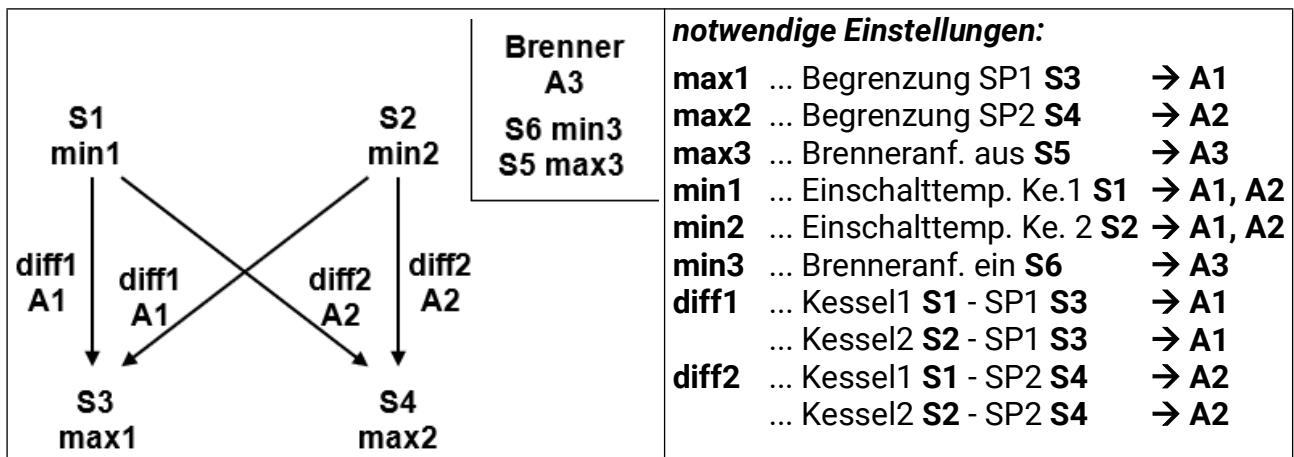 Brenner
A3
S6 min3
S5 max3
S1
min1
S2
min2
diff1
A1
diff1
A1
diff2
A2
diff2
A2
S3
max1
S4
max2
notwendige Einstellungen:
max1 ... Begrenzung SP1 S3 → A1
max2 ... Begrenzung SP2 S4 → A2
max3 ... Brenneranf. aus S5 → A3
min1 ... Einschalttemp. Ke.1 S1 → A1, A2
min2 ... Einschalttemp. Ke. 2 S2 → A1, A2
min3 ... Brenneranf. ein S6 → A3
diff1 ... Kessel1 S1 - SP1 S3 → A1
... Kessel2 S2 - SP1 S3 → A1
diff2 ... Kessel1 S1 - SP2 S4 → A2
... Kessel2 S2 - SP2 S4 → A2